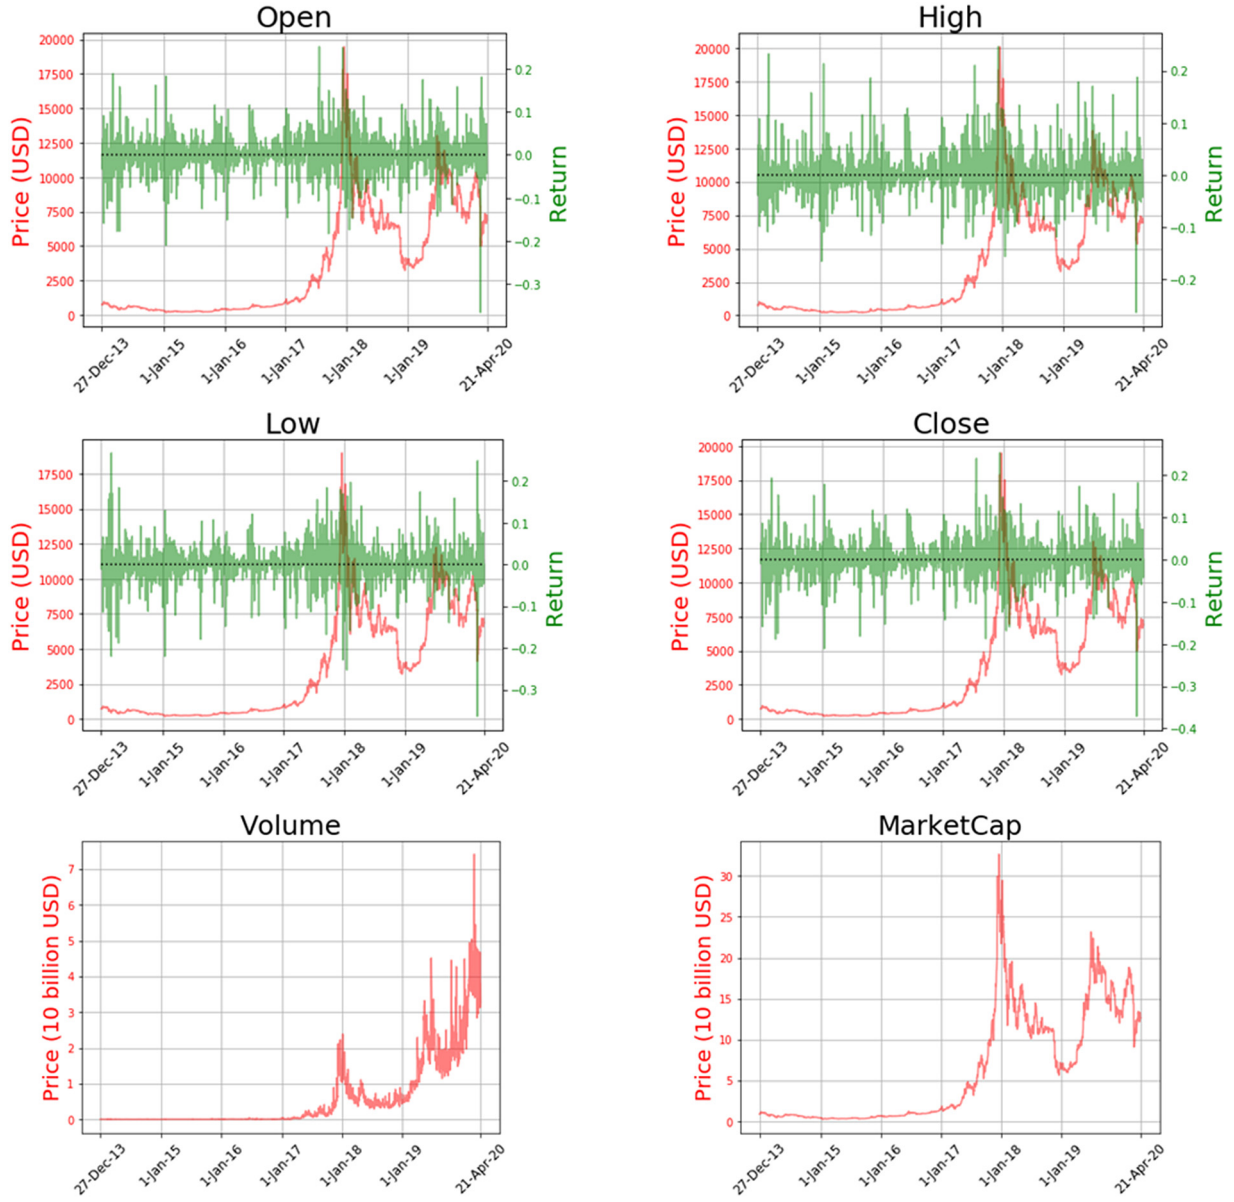 Open
High
20000
17500
15000
12500
10000
7500
5000
2500
0
Price (USD)
0.2
0.1
0.0
−0.1
−0.2
−0.3
Return
27-Dec-13
1-Jan-15
1-Jan-16
1-Jan-17
1-Jan-18
1-Jan-19
21-Apr-20
20000
17500
15000
12500
10000
7500
5000
2500
0
Price (USD)
0.2
0.1
0.0
−0.1
−0.2
Return
27-Dec-13
1-Jan-15
1-Jan-16
1-Jan-17
1-Jan-18
1-Jan-19
21-Apr-20
Low
Close
17500
15000
12500
10000
7500
5000
2500
0
Price (USD)
0.2
0.1
0.0
−0.1
−0.2
−0.3
Return
27-Dec-13
1-Jan-15
1-Jan-16
1-Jan-17
1-Jan-18
1-Jan-19
21-Apr-20
20000
17500
15000
12500
10000
7500
5000
2500
0
Price (USD)
0.2
0.1
0.0
−0.1
−0.2
−0.3
−0.4
Return
27-Dec-13
1-Jan-15
1-Jan-16
1-Jan-17
1-Jan-18
1-Jan-19
21-Apr-20
Volume
MarketCap
7
6
5
4
3
2
1
0
Price (10 billion USD)
27-Dec-13
1-Jan-15
1-Jan-16
1-Jan-17
1-Jan-18
1-Jan-19
21-Apr-20
30
25
20
15
10
5
0
Price (10 billion USD)
27-Dec-13
1-Jan-15
1-Jan-16
1-Jan-17
1-Jan-18
1-Jan-19
21-Apr-20